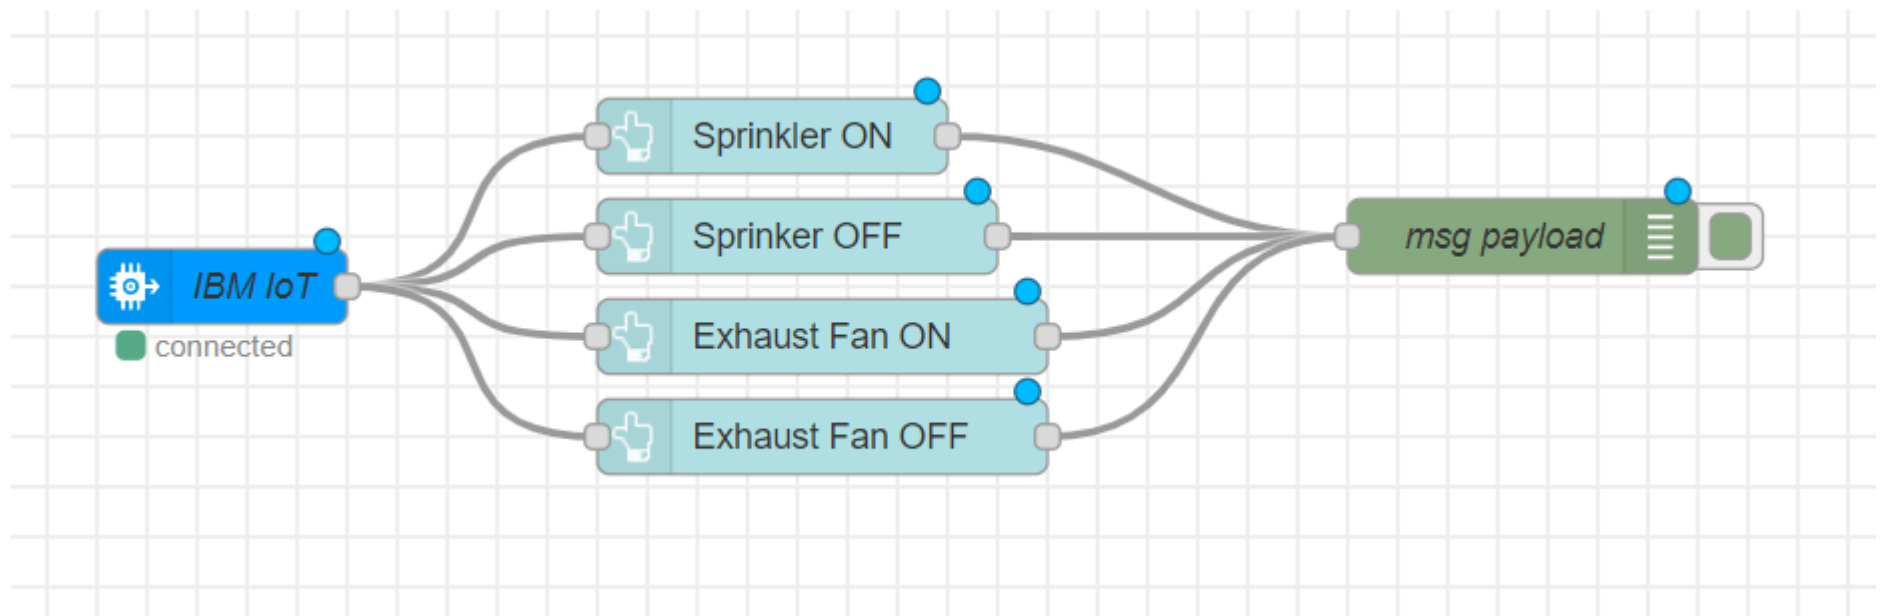 IBM IoT
connected
Sprinkler ON
Sprinker OFF
Exhaust Fan ON
Exhaust Fan OFF
msg payload